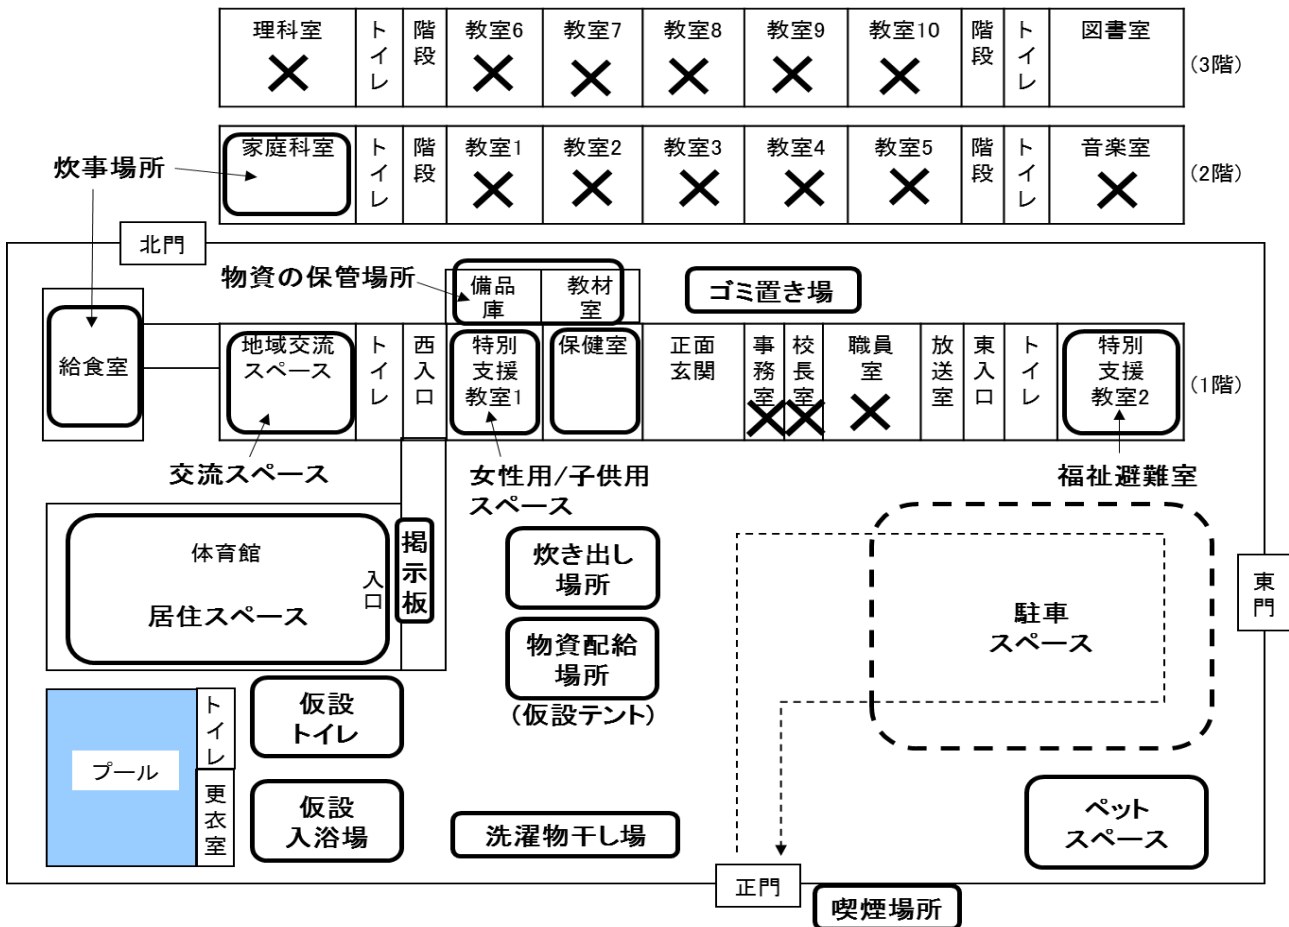 理科室
トイレ
階段
教室6
教室7
教室8
教室9
教室10
階段
トイレ
図書室
(3階)
家庭科室
トイレ
階段
教室1
教室2
教室3
教室4
教室5
階段
トイレ
音楽室
(2階)
炊事場所
北門
物資の保管場所
備品
庫
教材
室
ゴミ置き場
給食室
地域交流
スペース
トイレ
西入口
特別
支援
教室1
保健室
正面
玄関
事務室
校長室
職員
室
放送室
東入口
トイレ
特別
支援
教室2
(1階)
交流スペース
女性用/子供用
スペース
福祉避難室
体育館
入口
居住スペース
掲示板
炊き出し
場所
物資配給
場所
(仮設テント)
駐車
スペース
東門
プール
トイレ
更衣室
仮設
トイレ
仮設
入浴場
洗濯物干し場
ペット
スペース
正門
喫煙場所